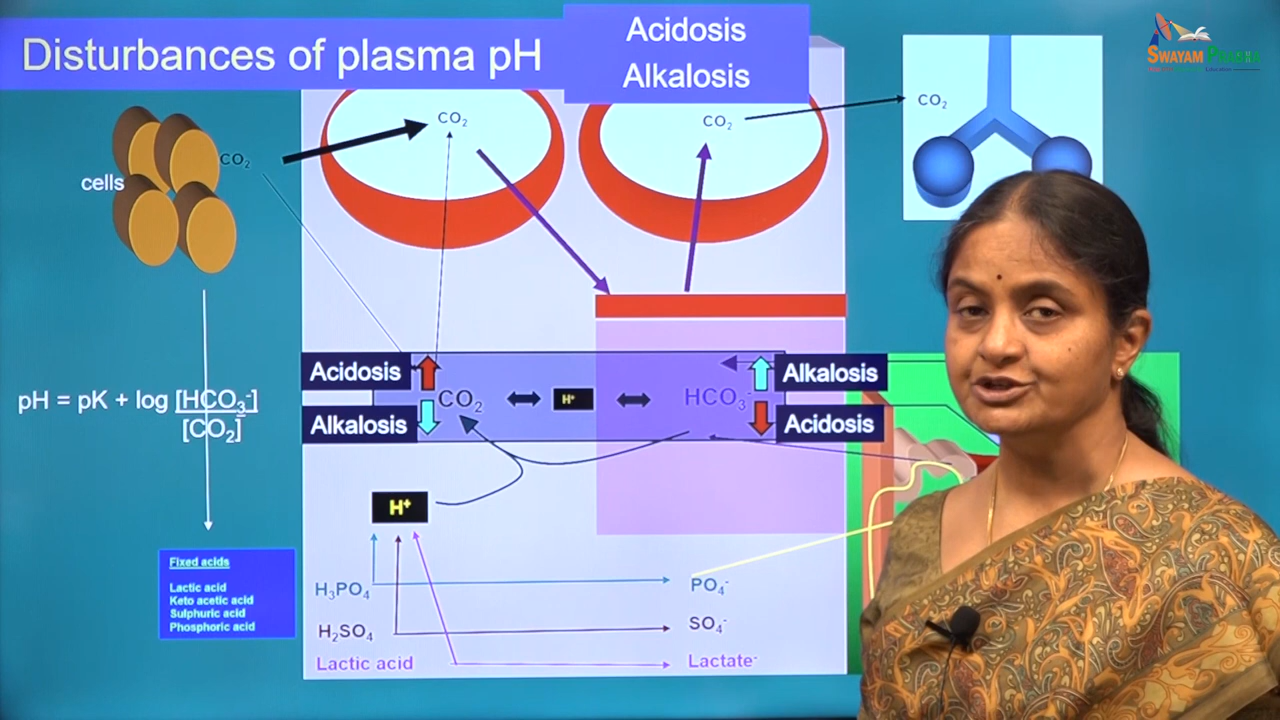 Disturbances of plasma pH
Acidosis
Alkalosis
SWAYAM PRABHA
CO₂
cells
CO₂
CO₂
CO₂
Acidosis
Alkalosis
CO₂
H⁺
HCO₃⁻
Alkalosis
Acidosis
pH = pK + log [HCO₃⁻]
[CO₂]
H⁺
Fixed acids
Lactic acid
Keto acetic acid
Sulphuric acid
Phosphoric acid
H₃PO₄
PO₄⁻
H₂SO₄
SO₄⁻
Lactic acid
Lactate⁻